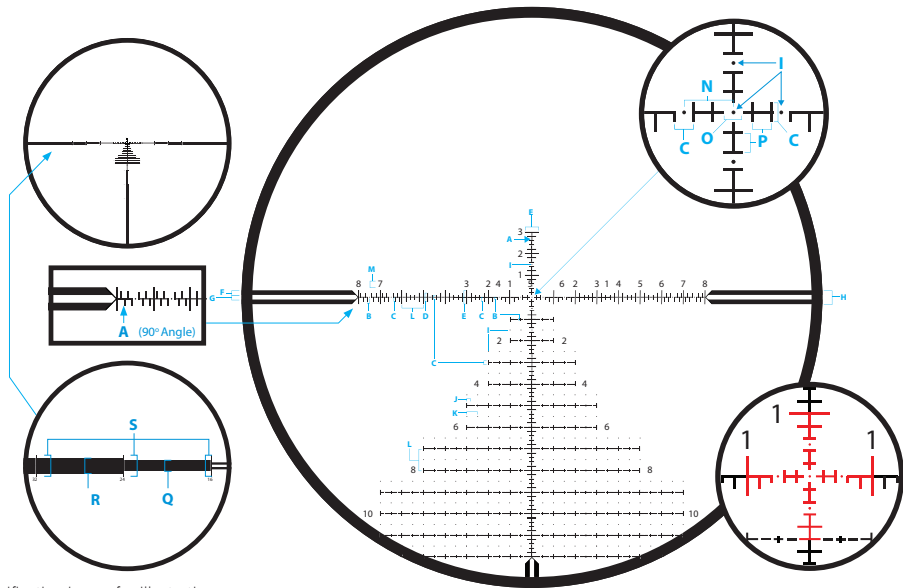 I
N
C
O
P
C
E
3
A
2
I
1
M
8 7 3 2 4 1 6 2 3 1 4 5 6 7 8
F
G
H
B C L D E C B
A (90° Angle)
I
2 2
C
4 4
J
K
6 6
L
8 8
10 10
S
32 24 16
R Q
1
1 1